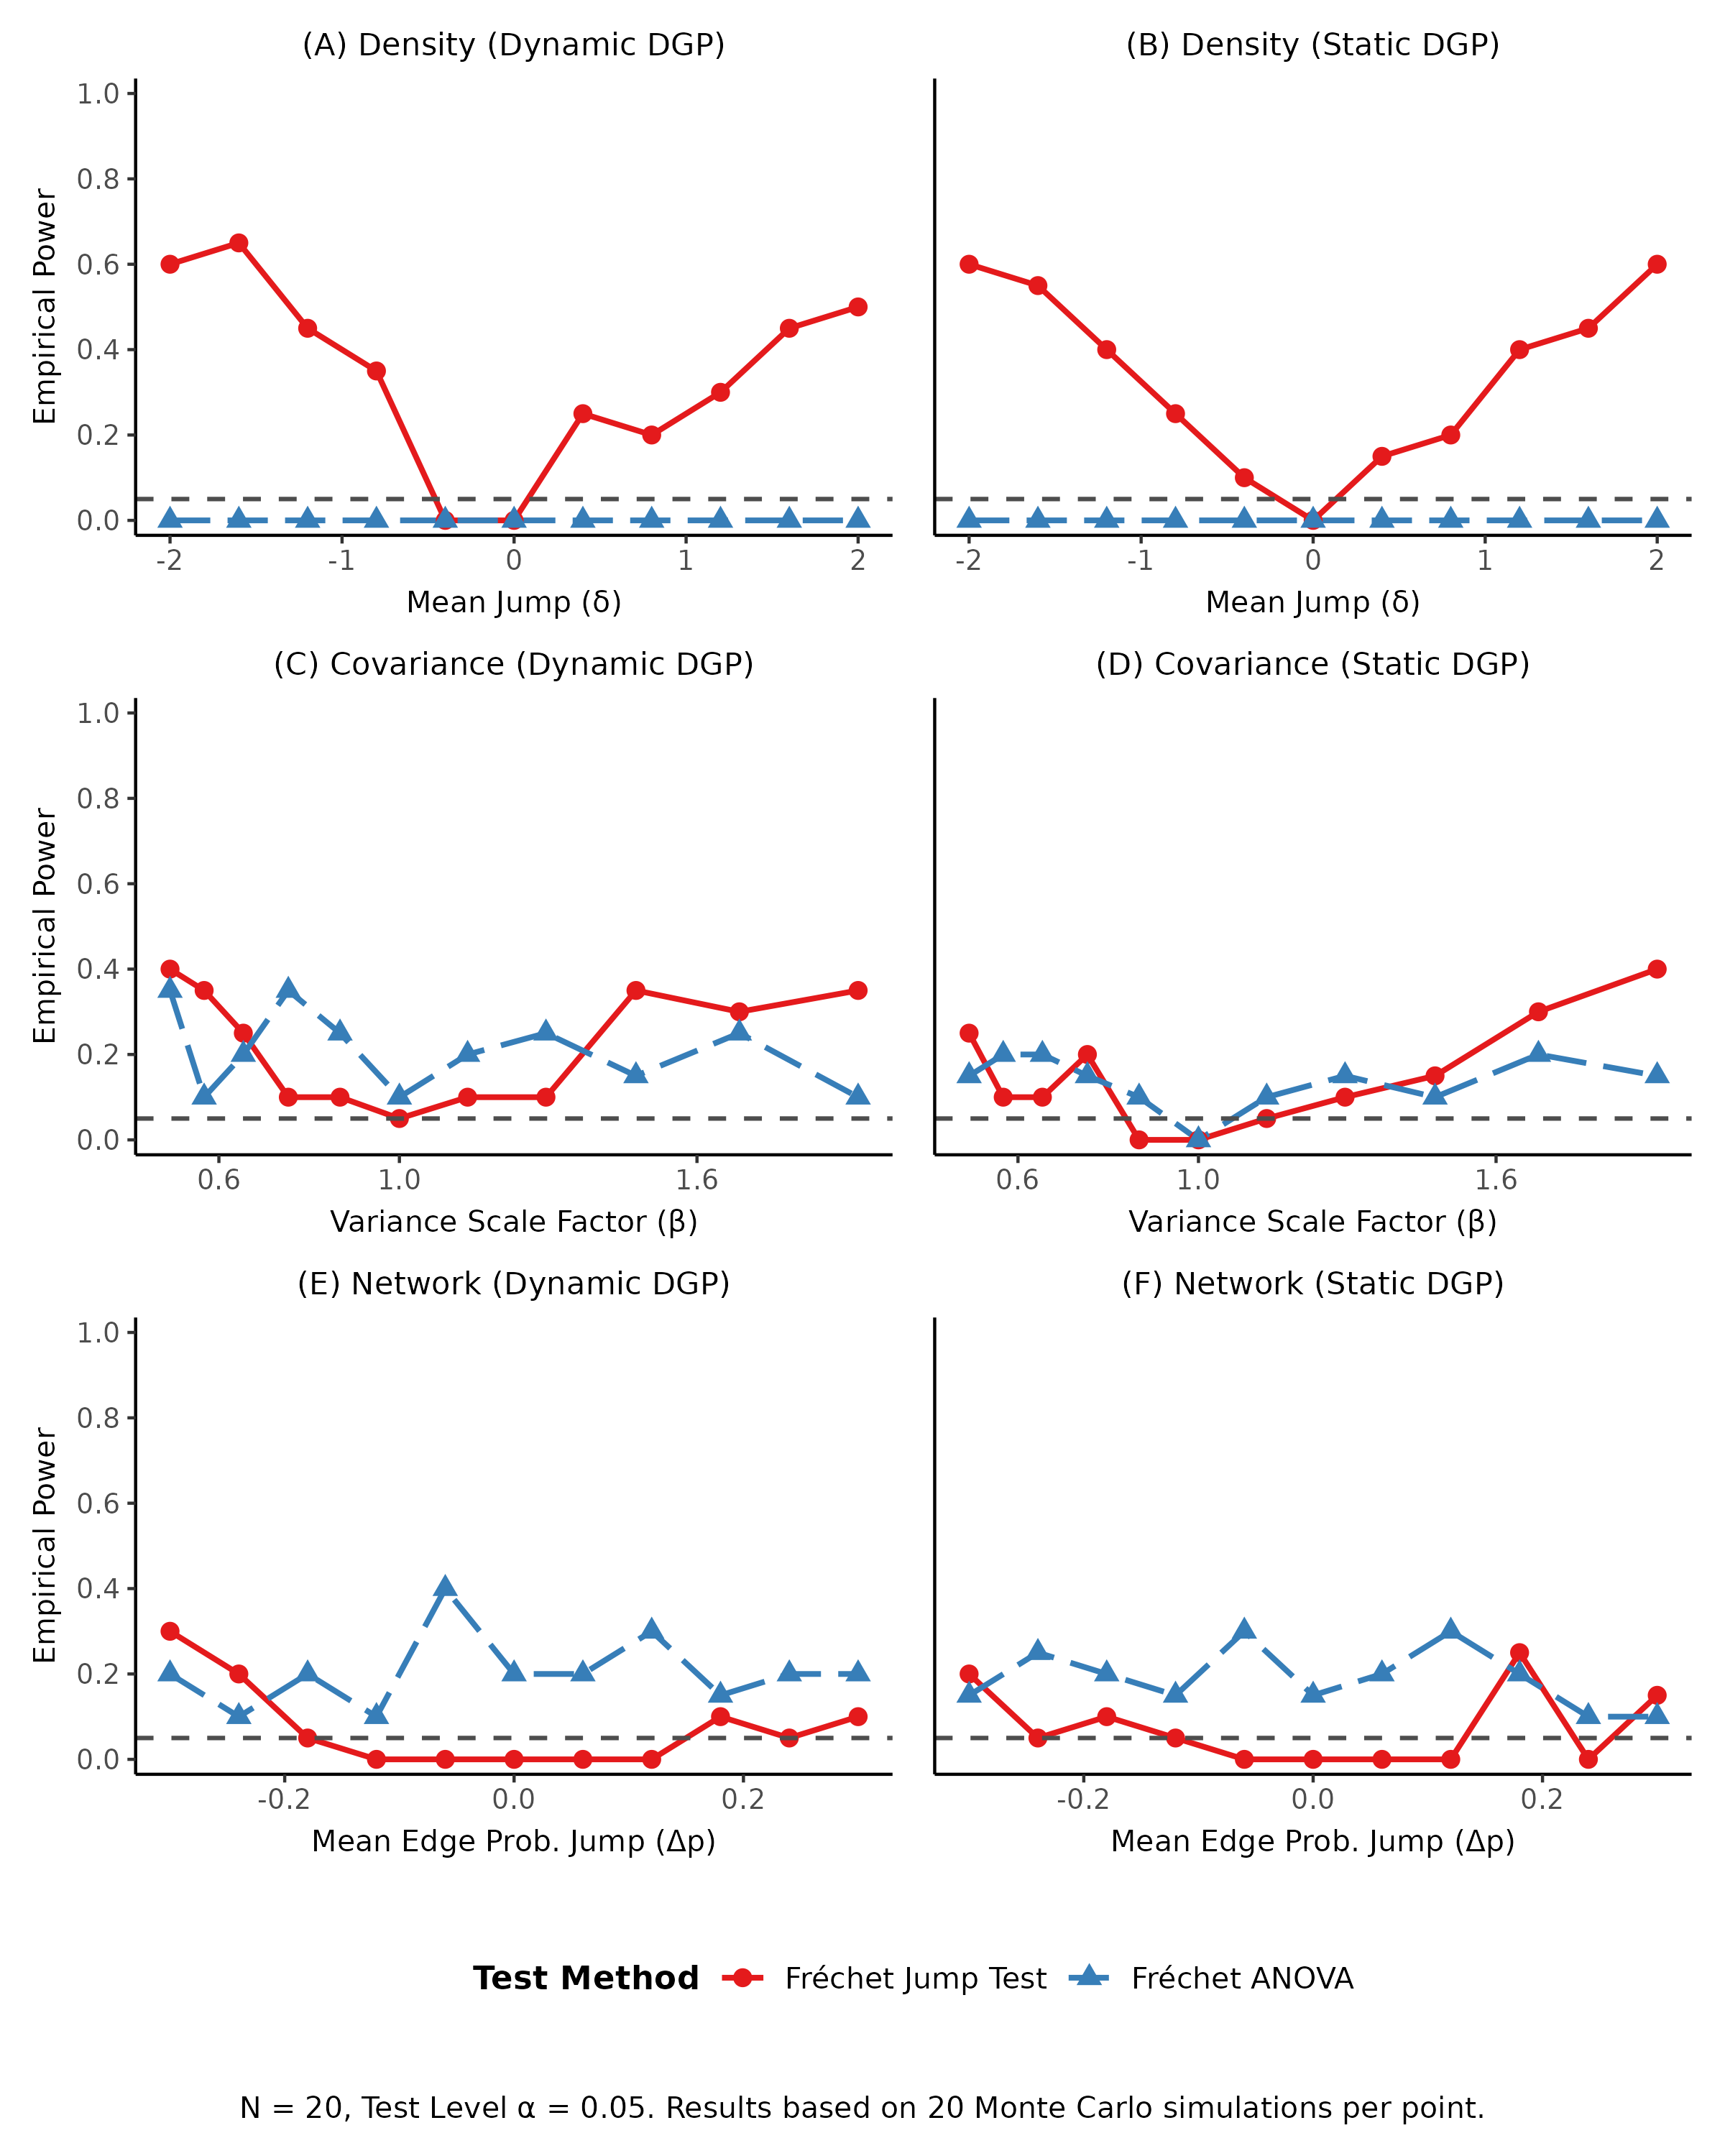 (A) Density (Dynamic DGP)
(B) Density (Static DGP)
Empirical Power
1.0
0.8
0.6
0.4
0.2
0.0
-2 -1 0 1 2
-2 -1 0 1 2
Mean Jump (δ)
Mean Jump (δ)
(C) Covariance (Dynamic DGP)
(D) Covariance (Static DGP)
Empirical Power
1.0
0.8
0.6
0.4
0.2
0.0
0.6 1.0 1.6
0.6 1.0 1.6
Variance Scale Factor (β)
Variance Scale Factor (β)
(E) Network (Dynamic DGP)
(F) Network (Static DGP)
Empirical Power
1.0
0.8
0.6
0.4
0.2
0.0
-0.2 0.0 0.2
-0.2 0.0 0.2
Mean Edge Prob. Jump (Δp)
Mean Edge Prob. Jump (Δp)
Test Method Fréchet Jump Test Fréchet ANOVA
N = 20, Test Level α = 0.05. Results based on 20 Monte Carlo simulations per point.